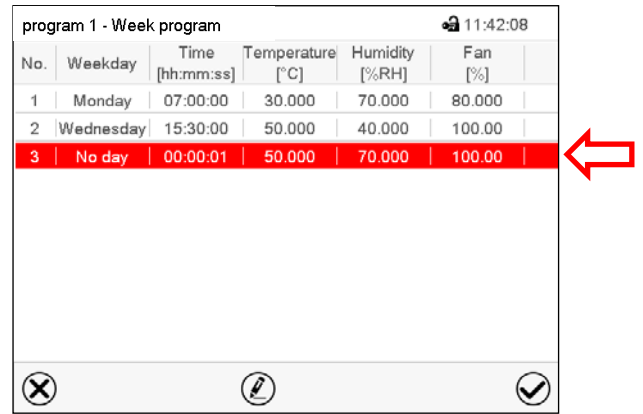 program 1 - Week program 11:42:08
No. Weekday Time [hh:mm:ss] Temperature [°C] Humidity [%RH] Fan [%]
1 Monday 07:00:00 30.000 70.000 80.000
2 Wednesday 15:30:00 50.000 40.000 100.00
3 No day 00:00:01 50.000 70.000 100.00